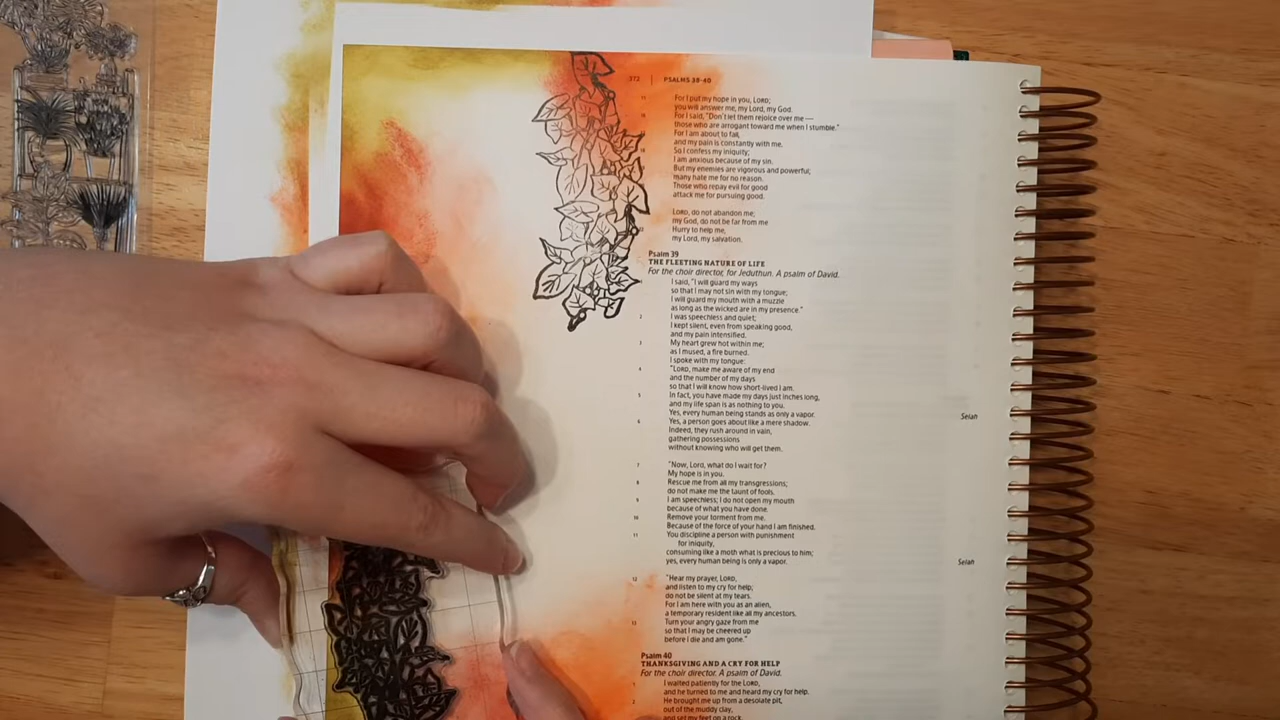 372 | PSALMS 38-40
For I put my hope in you, LORD;
you will answer me, my Lord, my God.
For I said, "Don't let them rejoice over me —
those who are arrogant toward me when I stumble."
For I am about to fall,
and my pain is constantly with me.
So I confess my iniquity;
I am anxious because of my sin.
But my enemies are vigorous and powerful;
many hate me for no reason.
Those who repay evil for good
attack me for pursuing good.
LORD, do not abandon me;
my God, do not be far from me
Hurry to help me,
my Lord, my salvation.
Psalm 39
THE FLEETING NATURE OF LIFE
For the choir director, for Jeduthun. A psalm of David.
I said, "I will guard my ways
so that I may not sin with my tongue;
I will guard my mouth with a muzzle
as long as the wicked are in my presence."
2 I was speechless and quiet;
I kept silent, even from speaking good,
and my pain intensified.
3 My heart grew hot within me;
as I mused, a fire burned.
I spoke with my tongue:
4 "LORD, make me aware of my end
and the number of my days
so that I will know how short-lived I am.
5 In fact, you have made my days just inches long,
and my life span is as nothing to you.
Yes, every human being stands as only a vapor. Selah
6 Yes, a person goes about like a mere shadow.
Indeed, they rush around in vain,
gathering possessions
without knowing who will get them.
7 "Now, Lord, what do I wait for?
My hope is in you.
8 Rescue me from all my transgressions;
do not make me the taunt of fools.
9 I am speechless; I do not open my mouth
because of what you have done.
10 Remove your torment from me.
Because of the force of your hand I am finished.
11 You discipline a person with punishment
for iniquity,
consuming like a moth what is precious to him;
yes, every human being is only a vapor. Selah
12 "Hear my prayer, LORD,
and listen to my cry for help;
do not be silent at my tears.
For I am here with you as an alien,
a temporary resident like all my ancestors.
13 Turn your angry gaze from me
so that I may be cheered up
before I die and am gone."
Psalm 40
THANKSGIVING AND A CRY FOR HELP
For the choir director. A psalm of David.
1 I waited patiently for the LORD,
and he turned to me and heard my cry for help.
2 He brought me up from a desolate pit,
out of the muddy clay,
and set my feet on a rock,